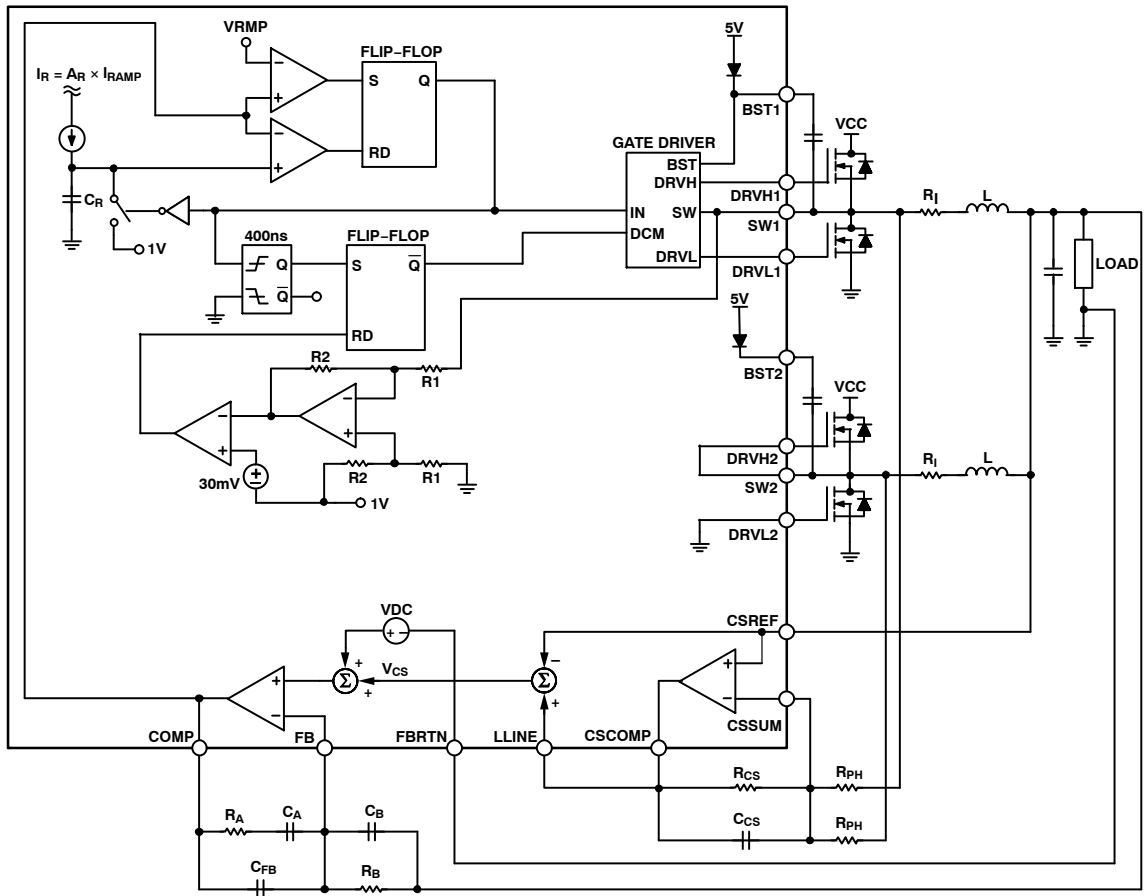 VRMP
FLIP–FLOP
5V
I_R = A_R × I_RAMP
S
Q
RD
BST1
VCC
GATE DRIVER
BST
DRVH
DRVH1
C_R
IN
SW
SW1
R_I
L
DCM
1V
400ns
FLIP–FLOP
Q
S
Q̅
DRVL
DRVL1
LOAD
Q̅
5V
RD
R2
R1
BST2
VCC
DRVH2
R_I
L
30mV
R2
R1
SW2
1V
DRVL2
VDC
CSREF
+ –
+
–
Σ
V_CS
Σ
+
+
CSSUM
COMP
FB
FBRTN
LLINE
CSCOMP
R_CS
R_PH
R_A
C_A
C_B
C_CS
R_PH
C_FB
R_B